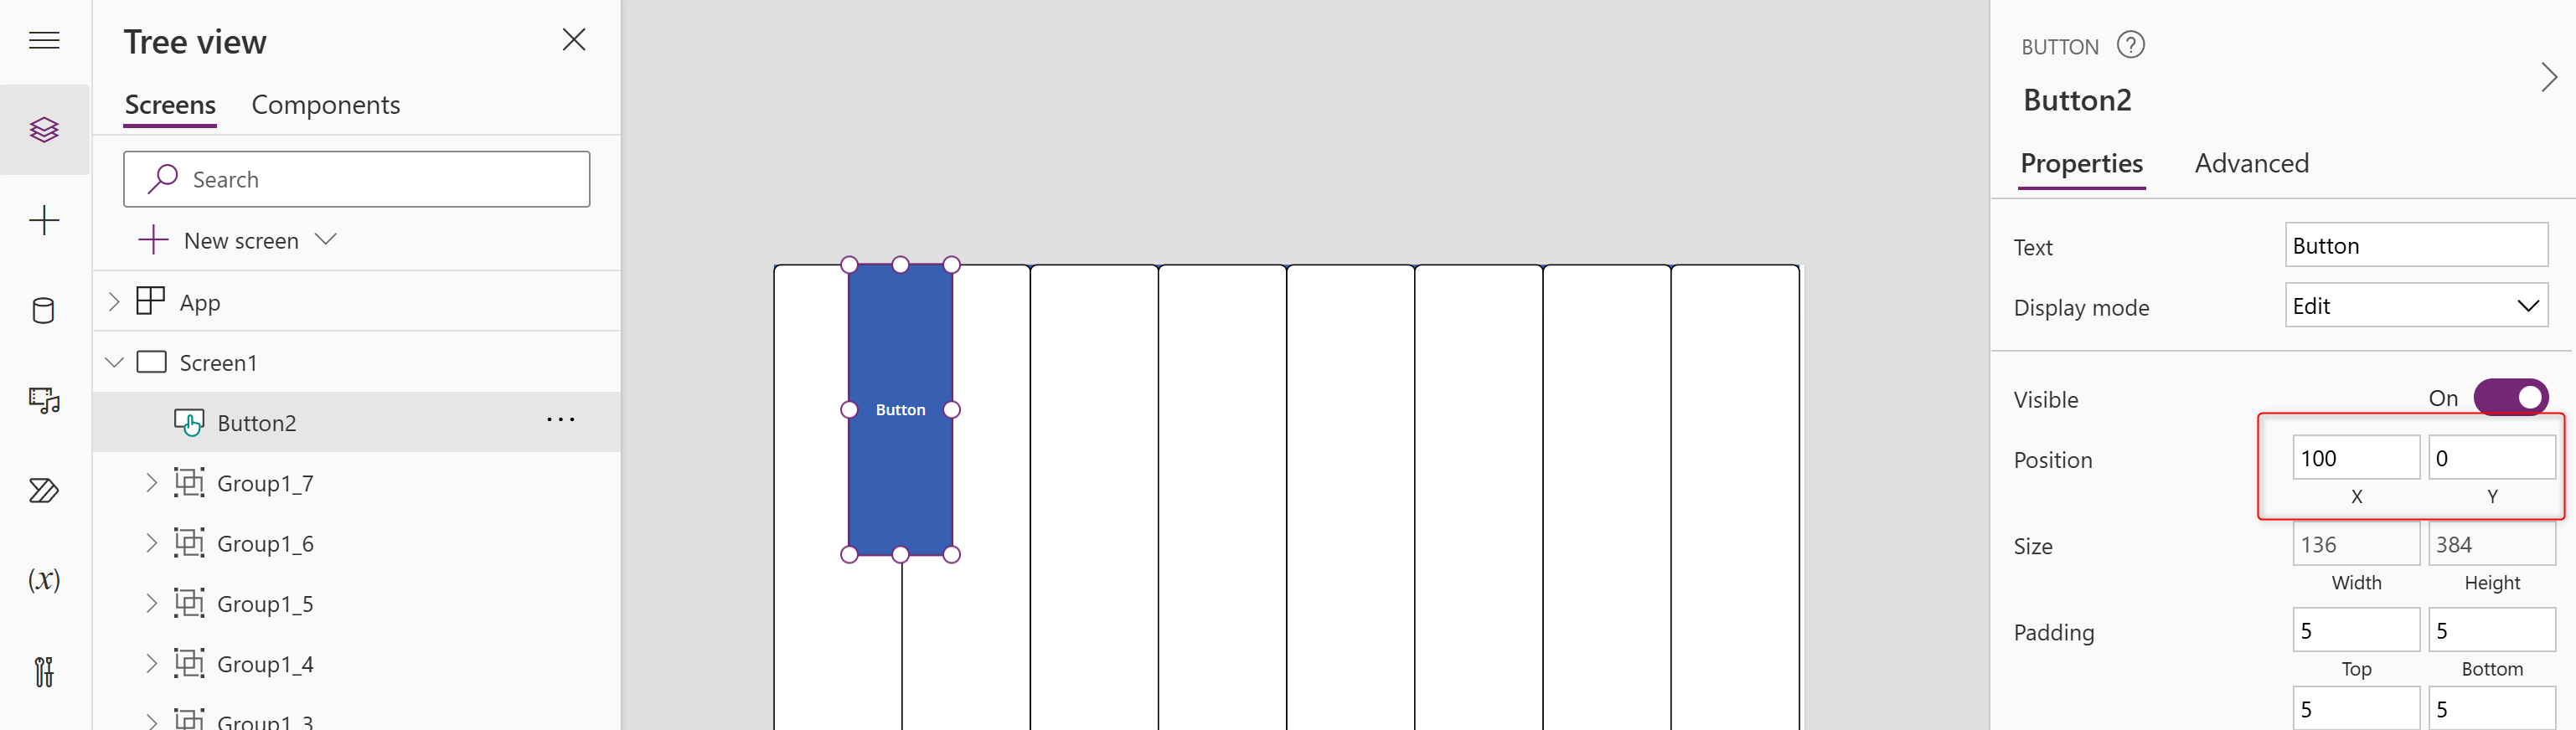 Tree view
Screens Components
Search
New screen
App
Screen1
Button2
Group1_7
Group1_6
Group1_5
Group1_4
Group1_3
(x)
Button
BUTTON ?
Button2
Properties Advanced
Text Button
Display mode Edit
Visible On
Position 100 0
X Y
Size 136 384
Width Height
Padding 5 5
Top Bottom
5 5